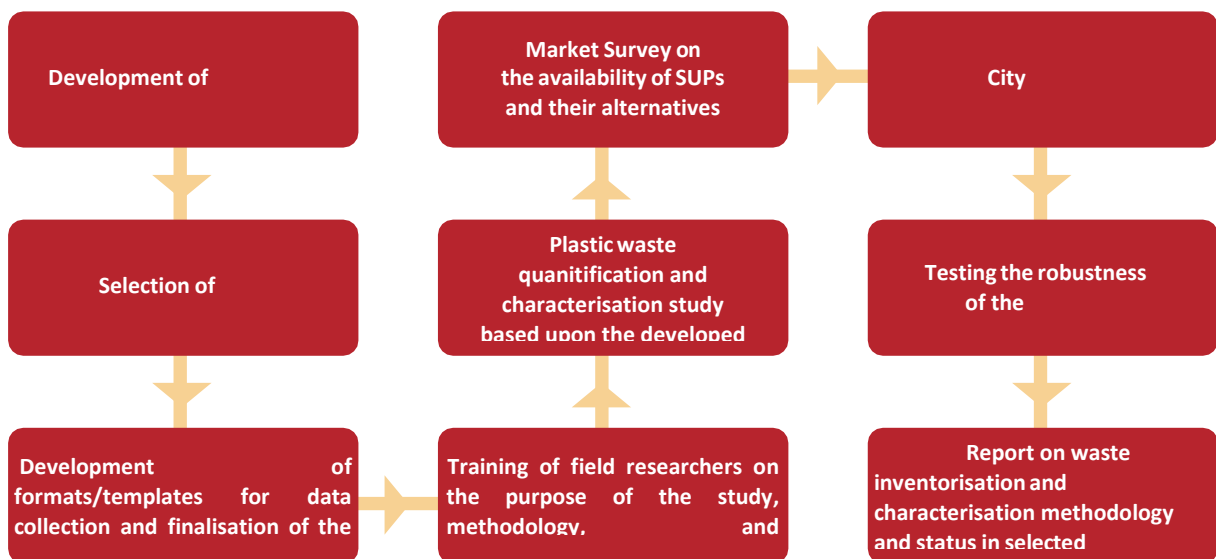 Development of
Selection of
Development of
formats/templates for data
collection and finalisation of the
Training of field researchers on
the purpose of the study,
methodology, and
Plastic waste
quanitification and
characterisation study
based upon the developed
Market Survey on
the availability of SUPs
and their alternatives
City
Testing the robustness
of the
Report on waste
inventorisation and
characterisation methodology
and status in selected